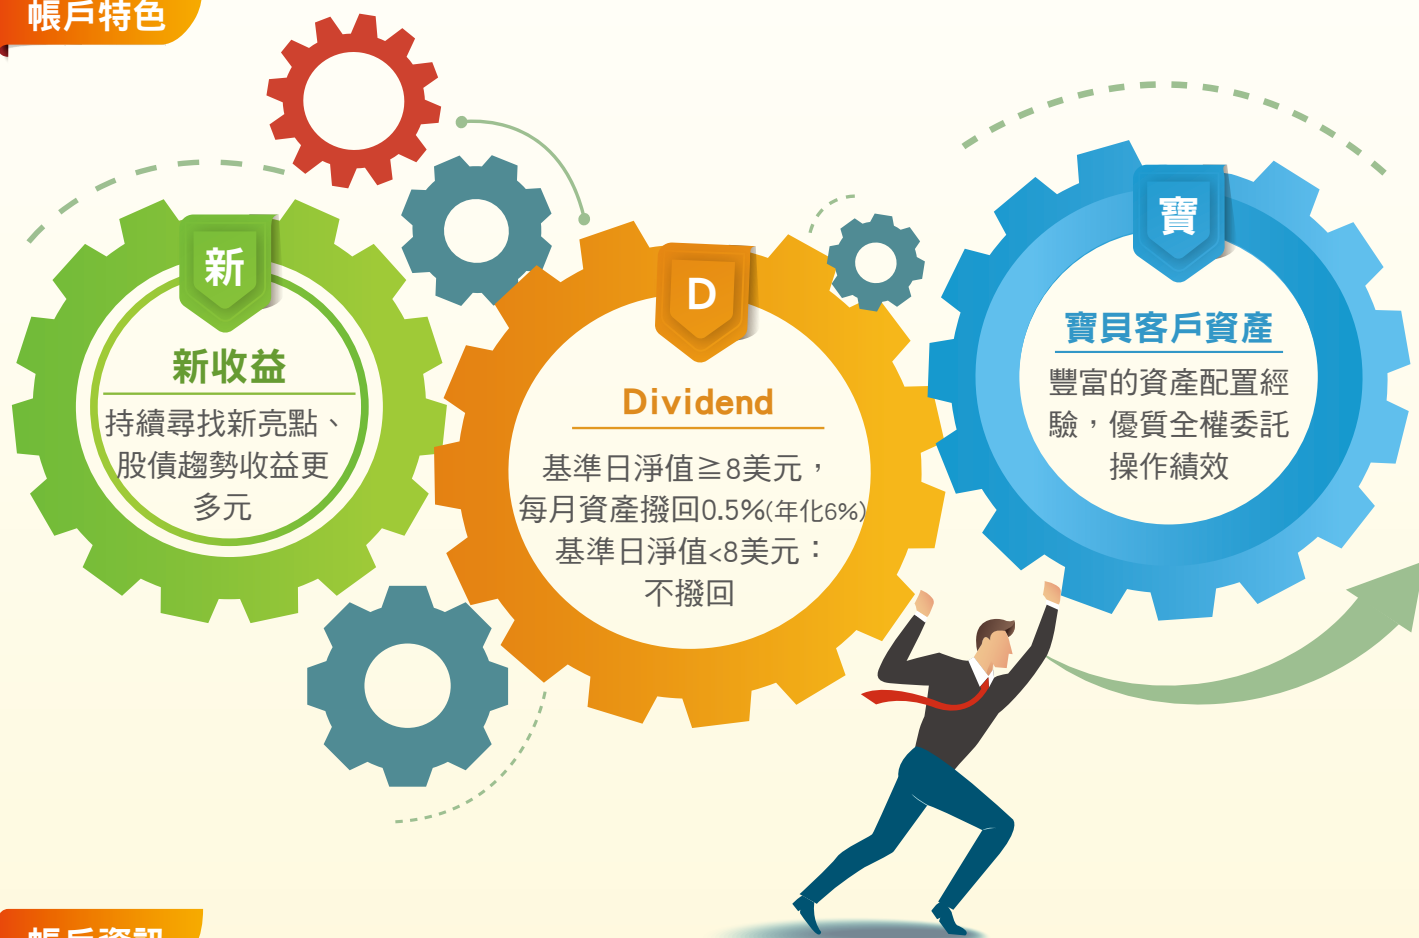 帳戶特色
新
新收益
持續尋找新亮點、
股債趨勢收益更
多元
D
Dividend
基準日淨值≧8美元，
每月資產撥回0.5%(年化6%)
基準日淨值<8美元：
不撥回
寶
寶貝客戶資產
豐富的資產配置經
驗，優質全權委託
操作績效
帳戶資訊